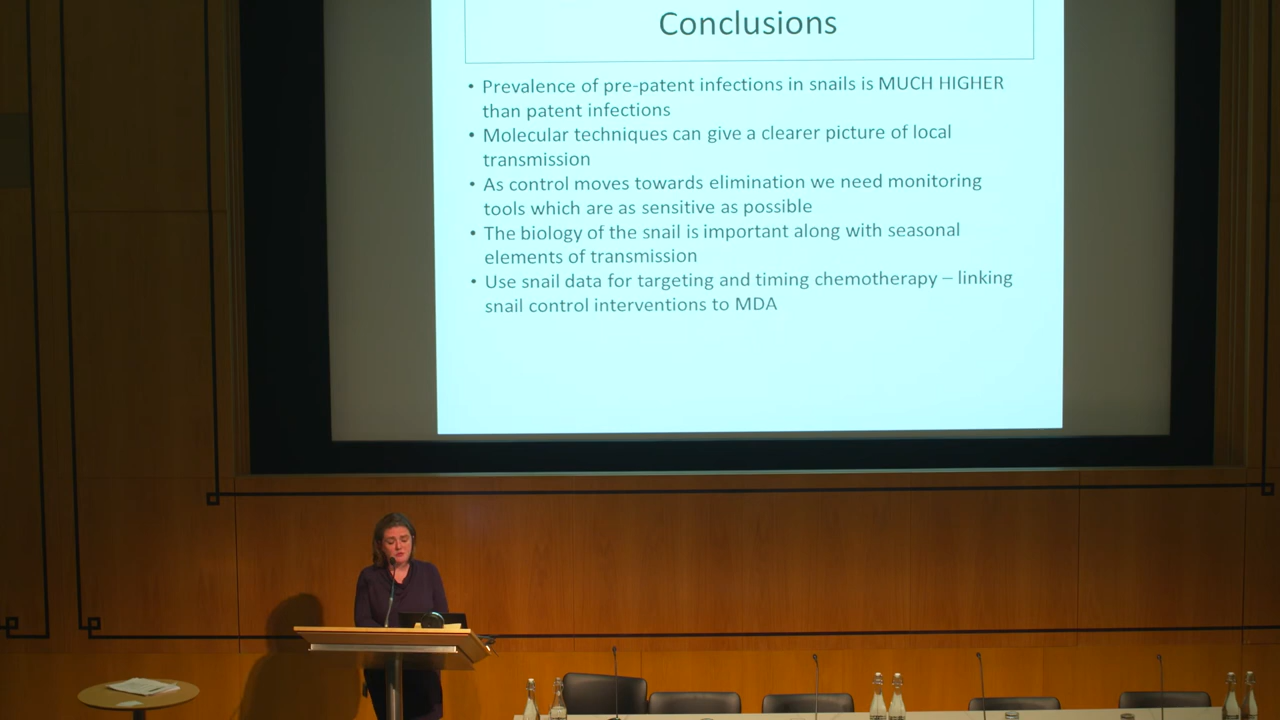 Conclusions
• Prevalence of pre-patent infections in snails is MUCH HIGHER
than patent infections
• Molecular techniques can give a clearer picture of local
transmission
• As control moves towards elimination we need monitoring
tools which are as sensitive as possible
• The biology of the snail is important along with seasonal
elements of transmission
• Use snail data for targeting and timing chemotherapy – linking
snail control interventions to MDA